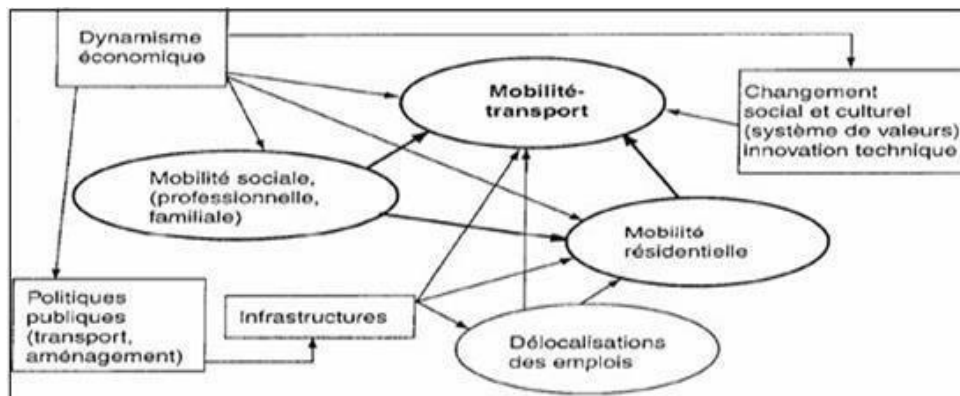 Dynamisme
économique
Mobilité-
transport
Changement
social et culturel
(système de valeurs)
innovation technique
Mobilité sociale,
(professionnelle,
familiale)
Mobilité
résidentielle
Politiques
publiques
(transport,
aménagement)
Infrastructures
Délocalisations
des emplois